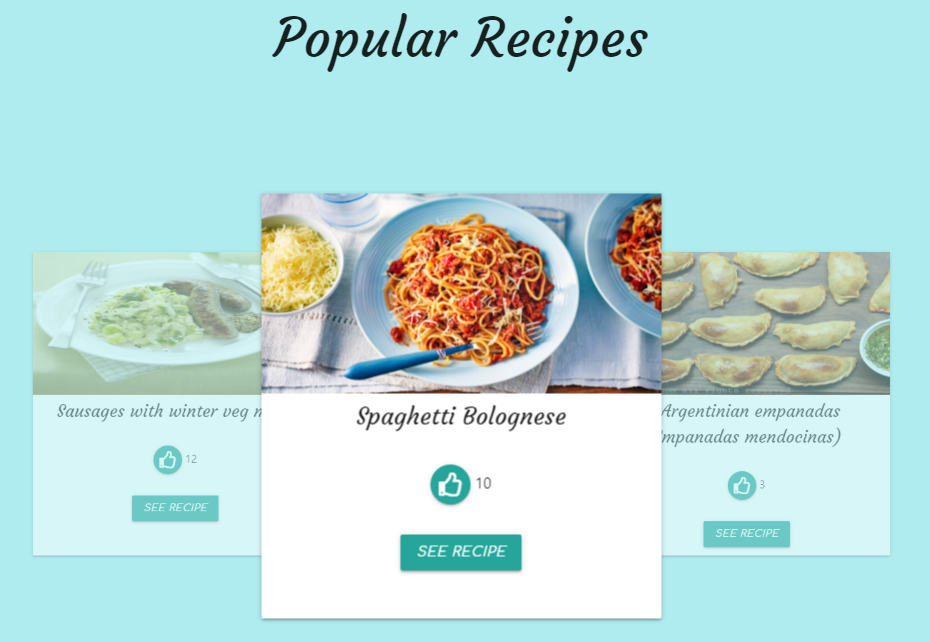 Popular Recipes
Sausages with winter veg
12
SEE RECIPE
Spaghetti Bolognese
10
SEE RECIPE
Argentinian empanadas
mendocinas)
3
SEE RECIPE